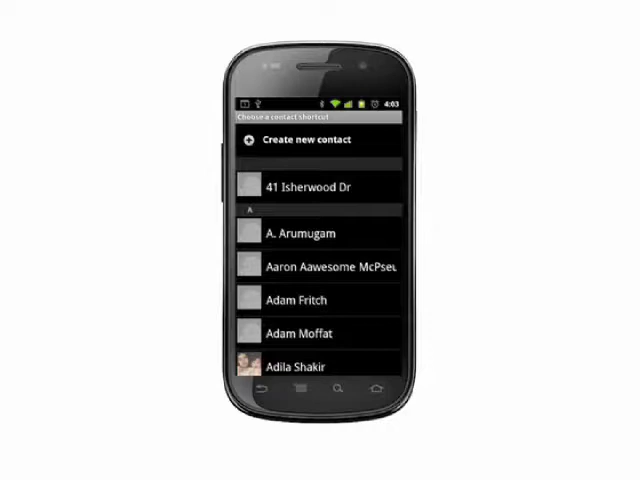 4:03
Choose a contact shortcut
Create new contact
41 Isherwood Dr
A
A. Arumugam
Aaron Aawesome McPseu
Adam Fritch
Adam Moffat
Adila Shakir